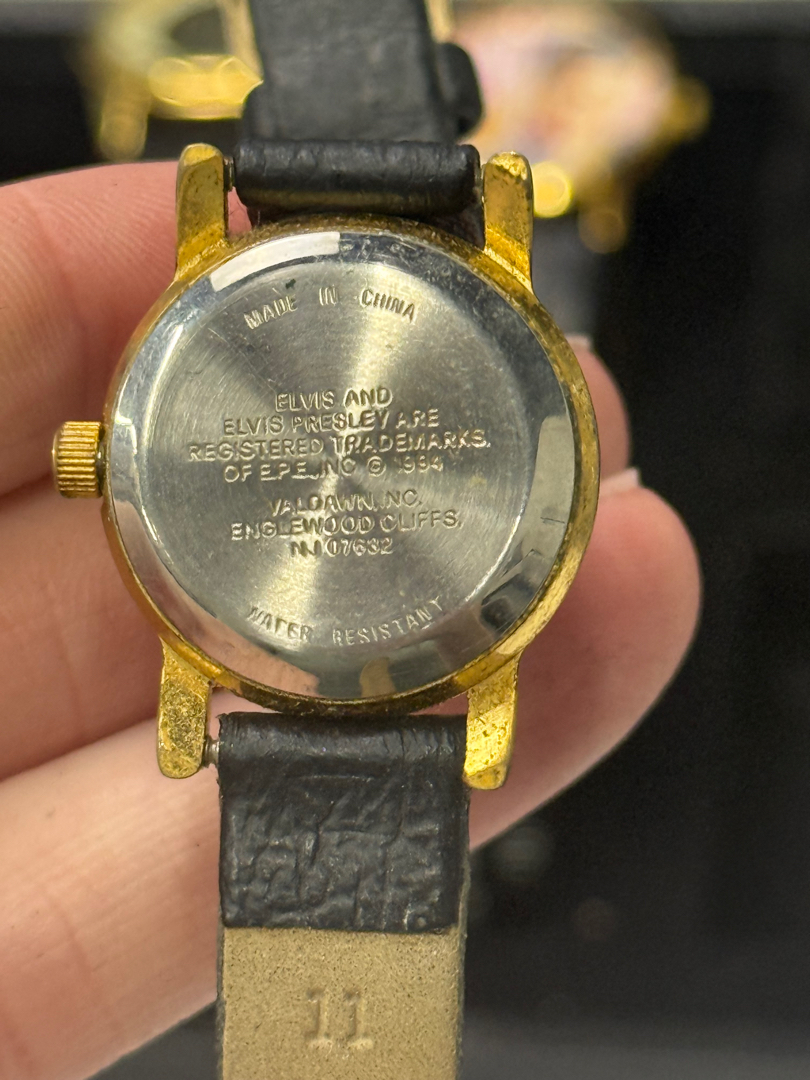 MADE IN CHINA
ELVIS AND
ELVIS PRESLEY ARE
REGISTERED TRADEMARKS.
OF E.P.E., INC © 1994
VALDAWN, INC.
ENGLEWOOD CLIFFS,
NJ 07632
WATER RESISTANT
11